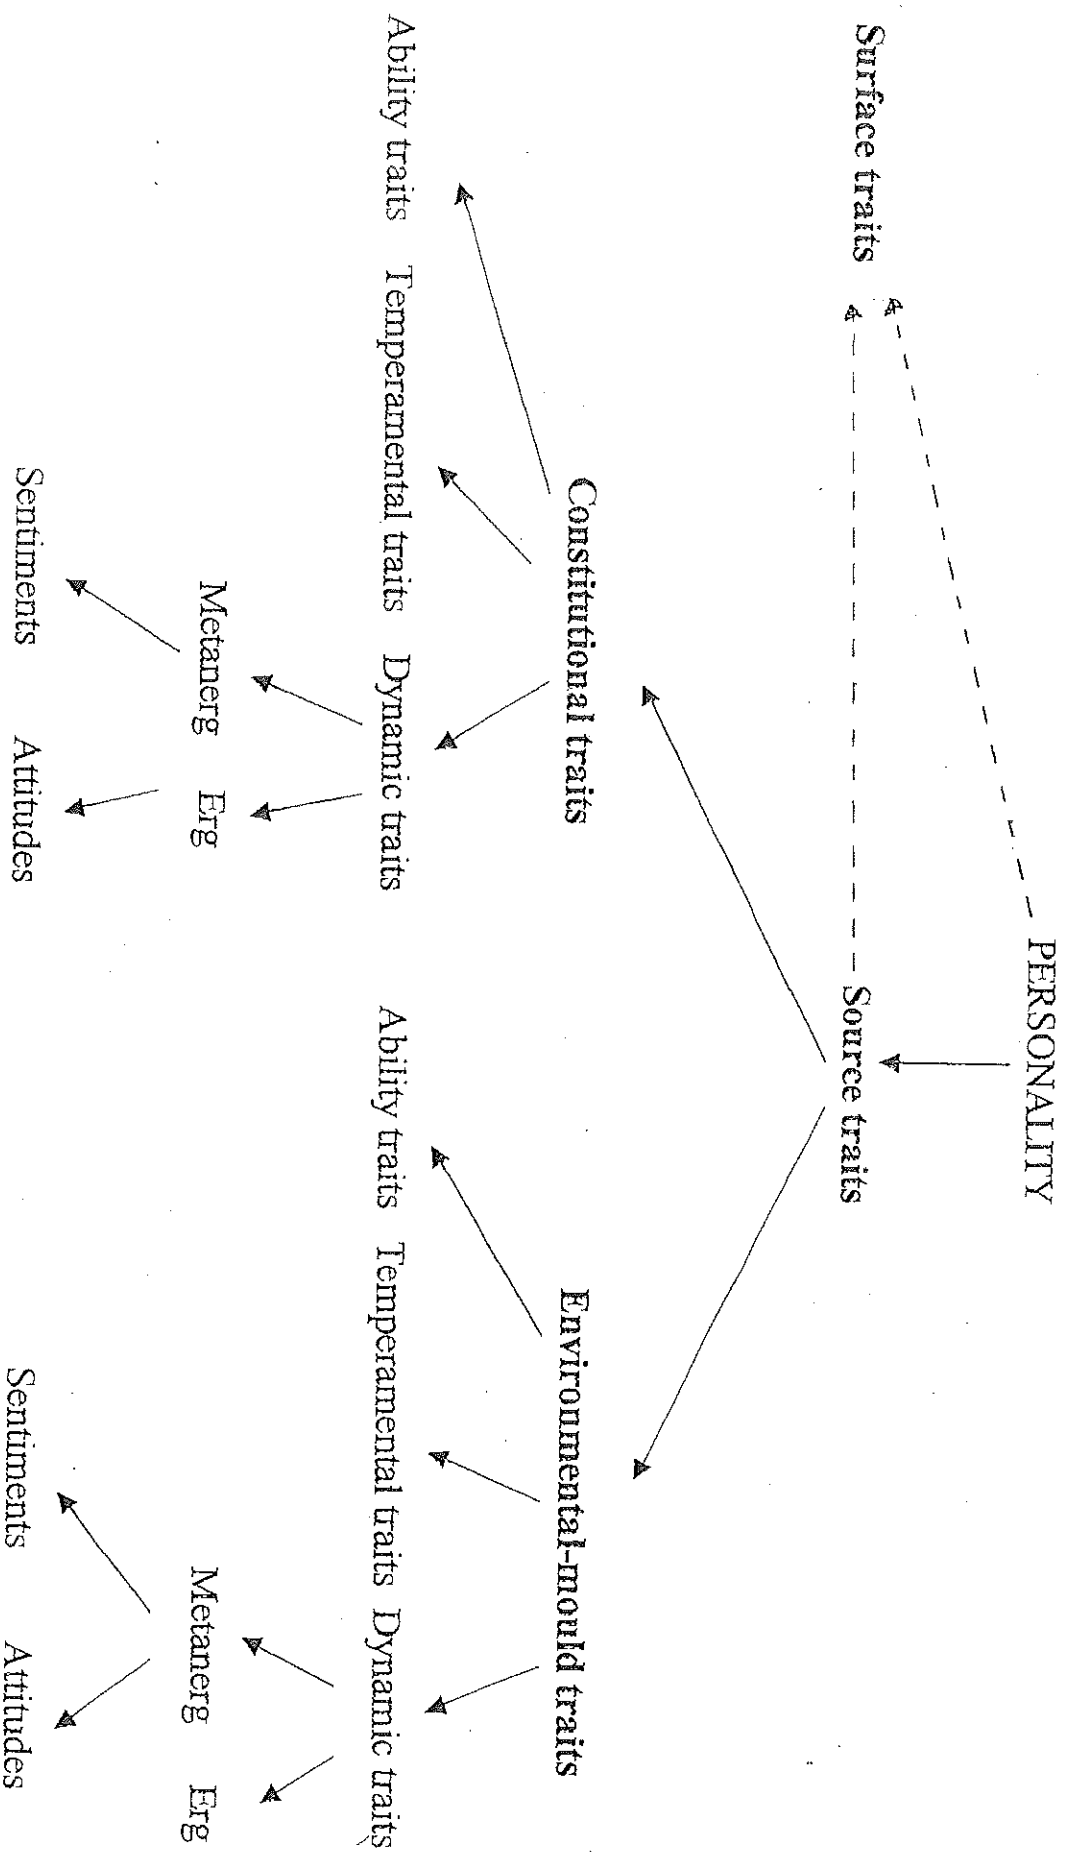 PERSONALITY
Surface traits Source traits
Constitutional traits Environmental-mould traits
Ability traits Temperamental traits Dynamic traits Ability traits Temperamental traits Dynamic traits
Metanerg Erg Metanerg Erg
Sentiments Attitudes Sentiments Attitudes